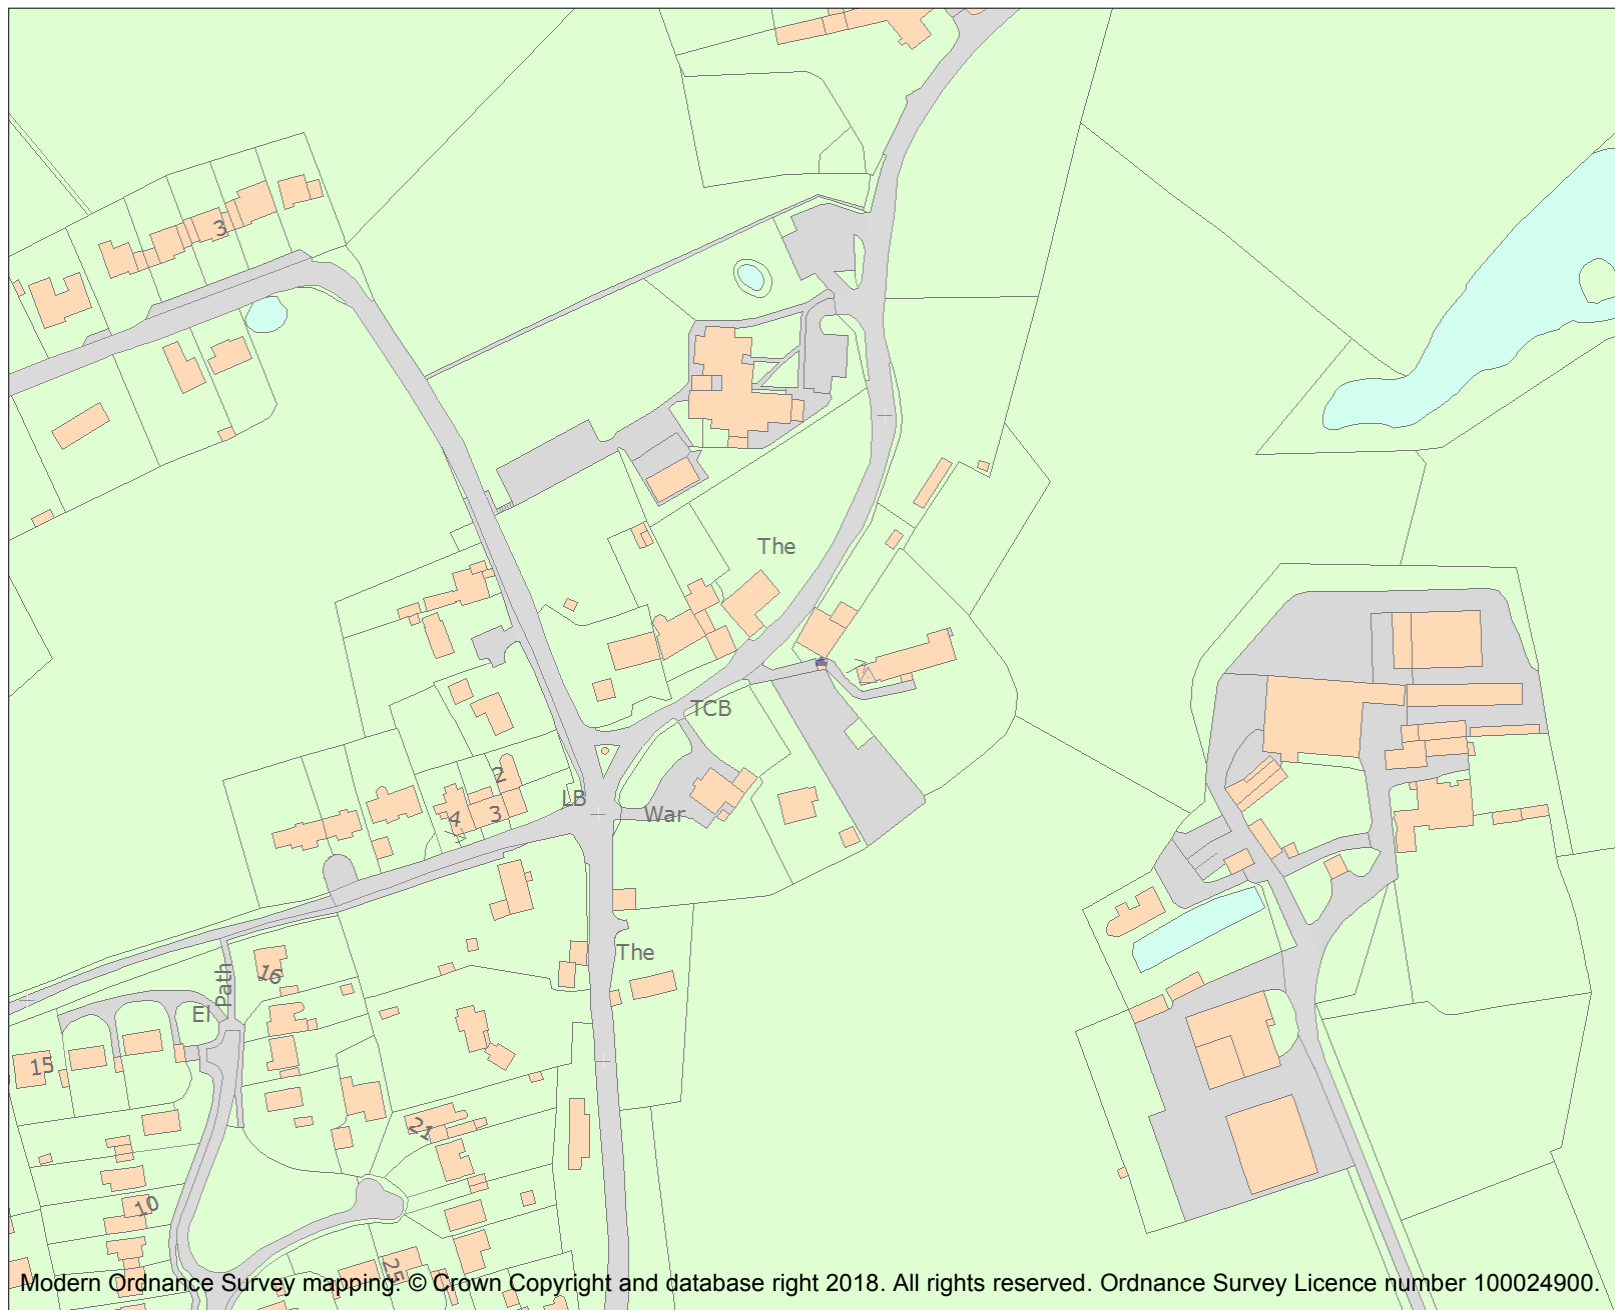 3
The
TCB
2
LB
4
3
War
The
16
Path
El
15
21
10
25
Modern Ordnance Survey mapping: © Crown Copyright and database right 2018. All rights reserved. Ordnance Survey Licence number 100024900.